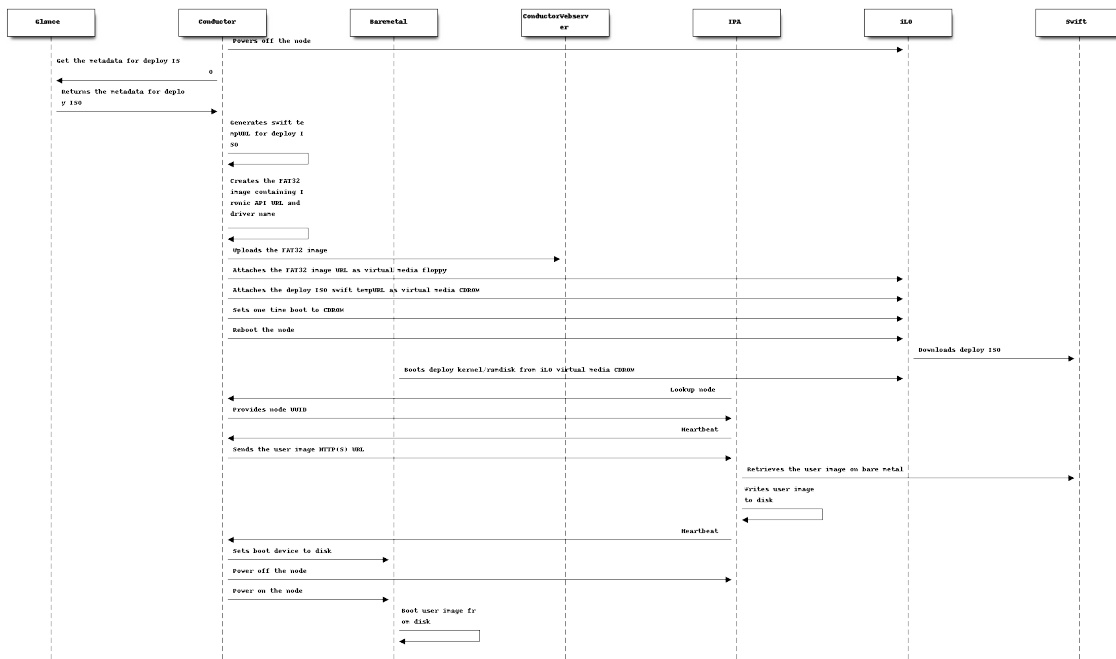 Glance
Conductor
Baremetal
ConductorWebserv
er
IPA
iLO
Swift
Powers off the node
Get the metadata for deploy IS
O
Returns the metadata for deplo
y ISO
Generates swift te
mpURL for deploy I
SO
Creates the FAT32
image containing I
ronic API URL and
driver name
Uploads the FAT32 image
Attaches the FAT32 image URL as virtual media floppy
Attaches the deploy ISO swift tempURL as virtual media CDROM
Sets one time boot to CDROM
Reboot the node
Downloads deploy ISO
Boots deploy kernel/ramdisk from iLO virtual media CDROM
Lookup node
Provides node UUID
Heartbeat
Sends the user image HTTP(S) URL
Retrieves the user image on bare metal
Writes user image
to disk
Heartbeat
Sets boot device to disk
Power off the node
Power on the node
Boot user image fr
om disk